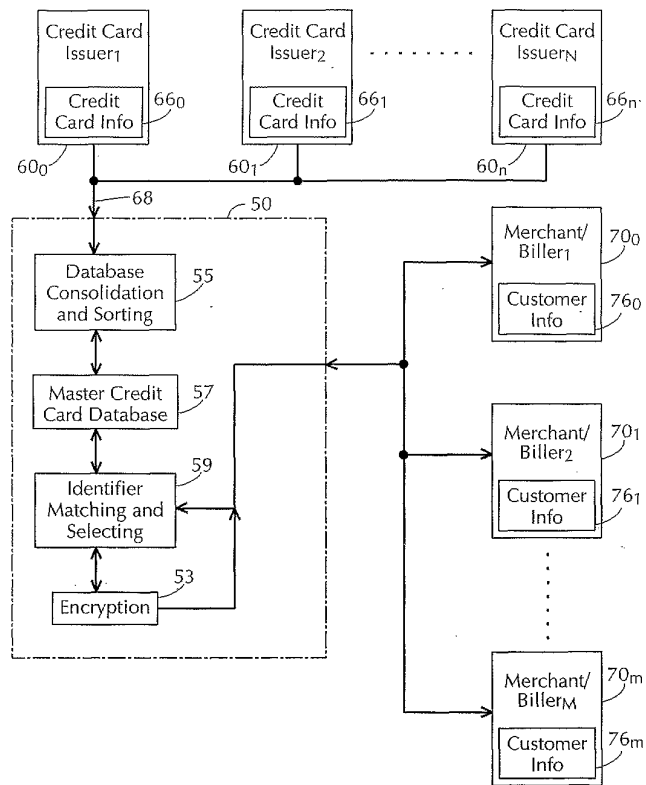 Credit Card
Issuer₁
Credit
Card Info
66₀
60₀
Credit Card
Issuer₂
Credit
Card Info
66₁
60₁
Credit Card
Issuer_N
Credit
Card Info
66ₙ
60ₙ
68
50
Database
Consolidation
and Sorting
55
Master Credit
Card Database
57
59
Identifier
Matching and
Selecting
53
Encryption
Merchant/
Biller₁
70₀
Customer
Info
76₀
Merchant/
Biller₂
70₁
Customer
Info
76₁
Merchant/
Biller_M
70ₘ
Customer
Info
76ₘ